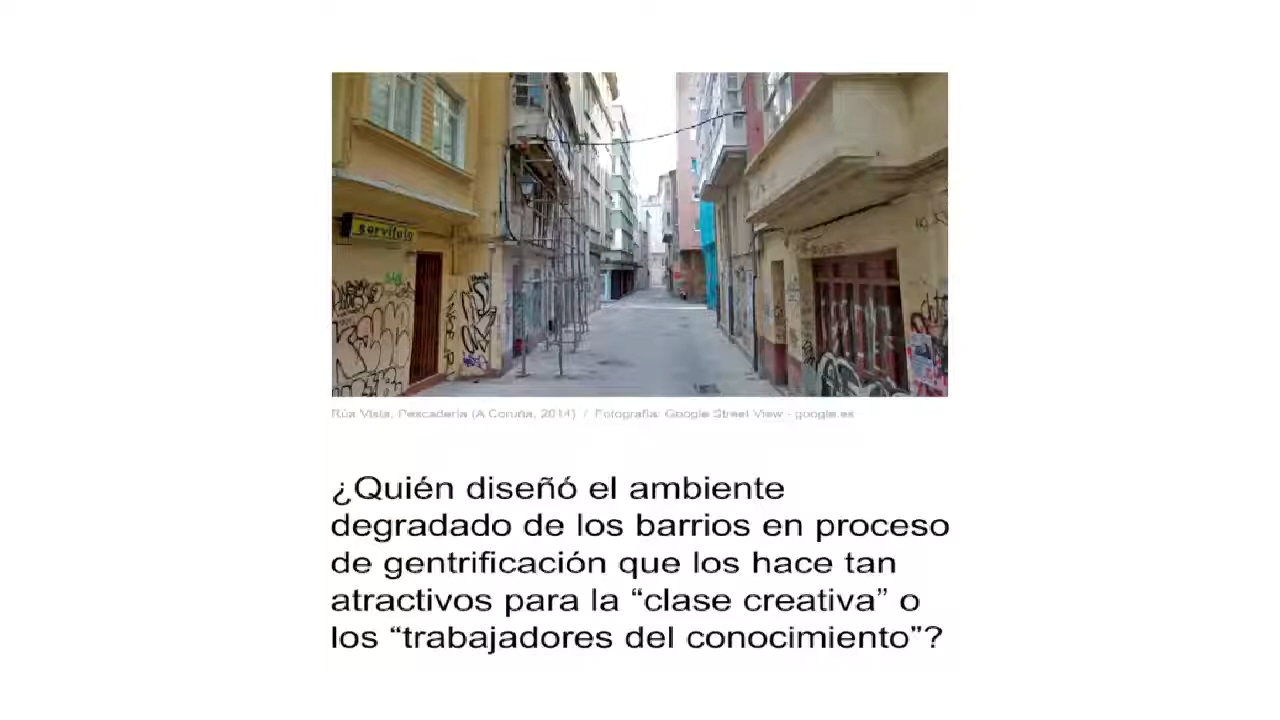 servifoto
Rúa Vista, Pescadería (A Coruña, 2014) / Fotografía: Google Street View - google.es
¿Quién diseñó el ambiente
degradado de los barrios en proceso
de gentrificación que los hace tan
atractivos para la “clase creativa” o
los “trabajadores del conocimiento”?